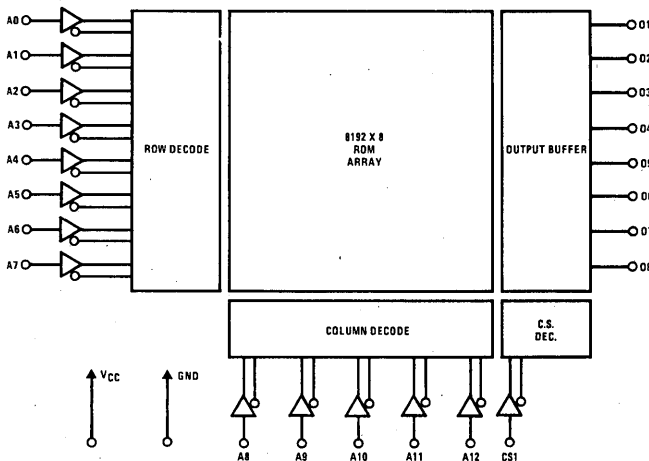 A0
A1
A2
A3
A4
A5
A6
A7
ROW DECODE
8192 X 8
ROM
ARRAY
OUTPUT BUFFER
O1
O2
O3
O4
O5
O6
O7
O8
COLUMN DECODE
C.S.
DEC.
VCC
GND
A8
A9
A10
A11
A12
CS1